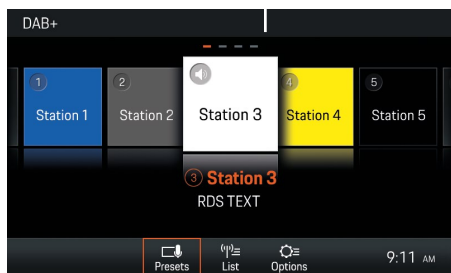 DAB+
1
2
4
5
Station 1
Station 2
Station 3
Station 4
Station 5
3 Station 3
RDS TEXT
Presets
List
Options
9:11 AM